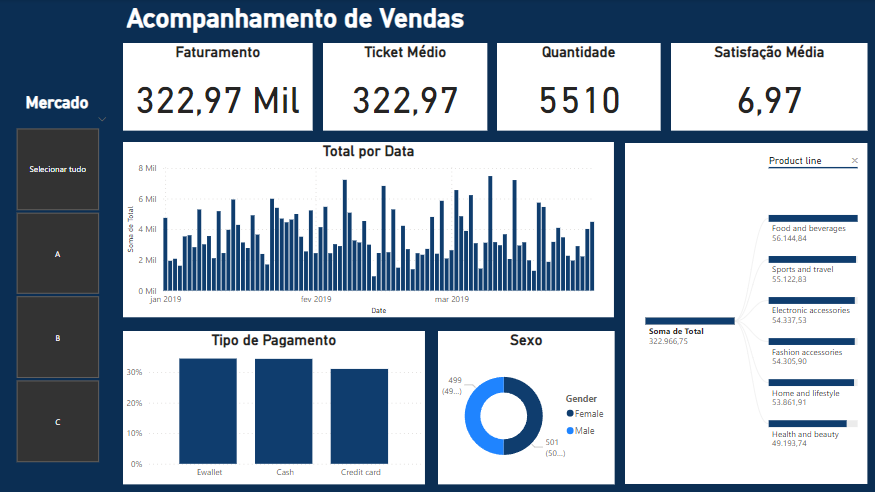 Acompanhamento de Vendas
Mercado
Selecionar tudo
A
B
C
Faturamento
322,97 Mil
Ticket Médio
322,97
Quantidade
5510
Satisfação Média
6,97
Total por Data
Soma de Total
8 Mil
6 Mil
4 Mil
2 Mil
0 Mil
jan 2019
fev 2019
mar 2019
Date
Product line
Soma de Total
322.966,75
Food and beverages
56.144,84
Sports and travel
55.122,83
Electronic accessories
54.337,53
Fashion accessories
54.305,90
Home and lifestyle
53.861,91
Health and beauty
49.193,74
Tipo de Pagamento
30%
20%
10%
0%
Ewallet
Cash
Credit card
Sexo
499
(49...)
501
(50...)
Gender
Female
Male